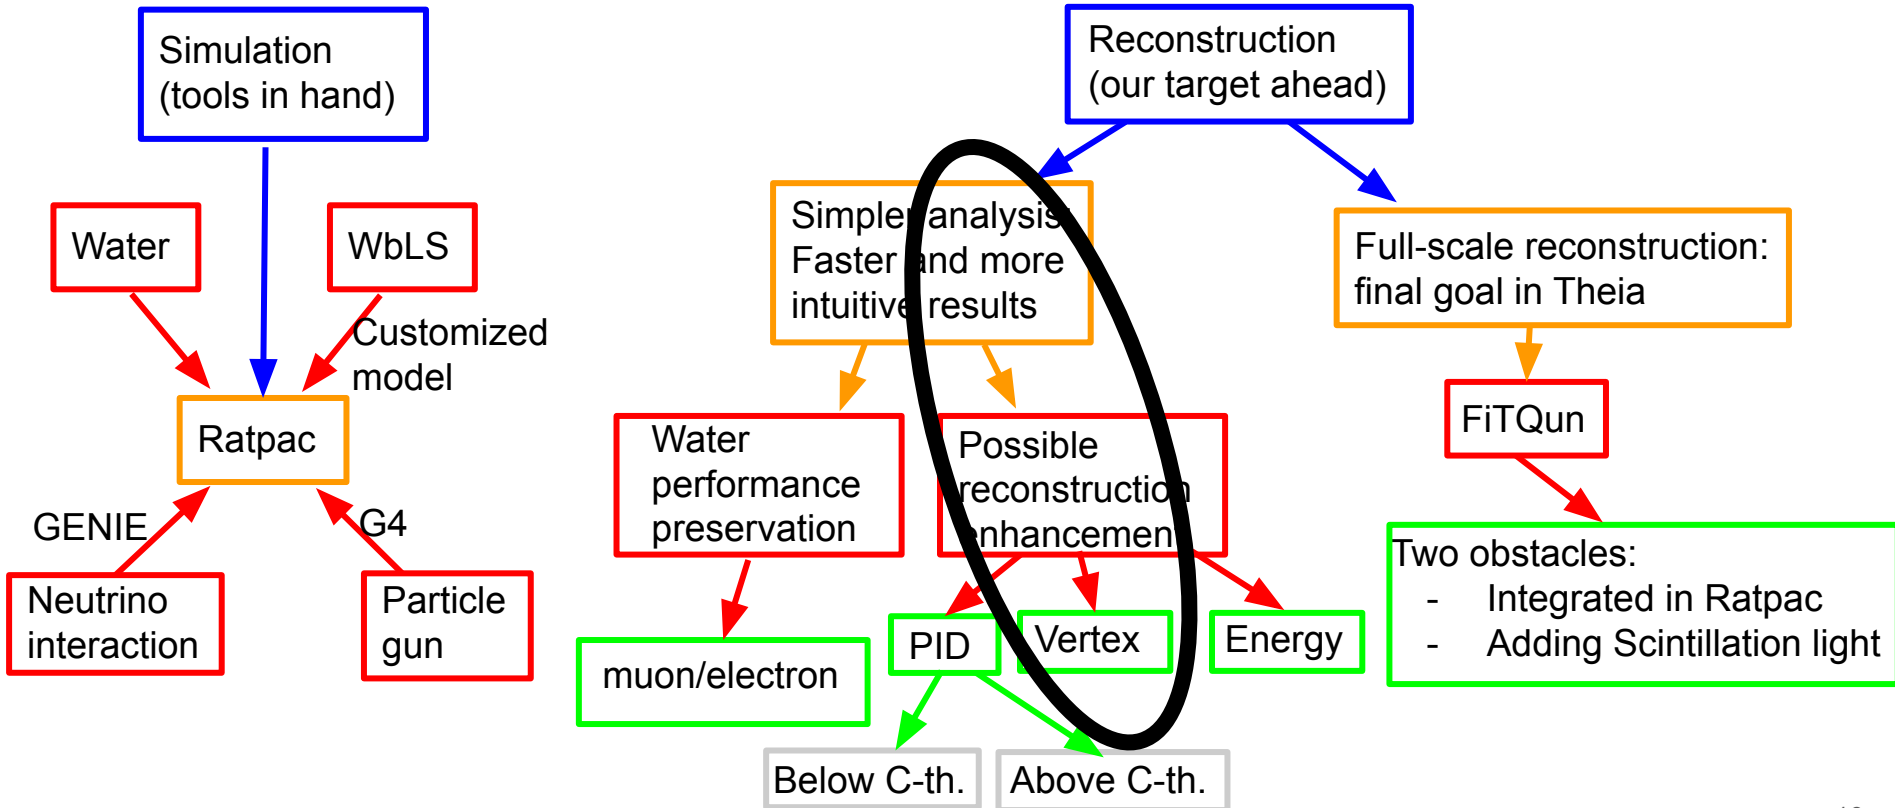 Simulation
(tools in hand)
Water
WbLS
Customized
model
Ratpac
GENIE
G4
Neutrino
interaction
Particle
gun
Reconstruction
(our target ahead)
Simpler analysis:
Faster and more
intuitive results
Full-scale reconstruction:
final goal in Theia
Water
performance
preservation
Possible
reconstruction
enhancement
FiTQun
muon/electron
PID
Vertex
Energy
Two obstacles:
- Integrated in Ratpac
- Adding Scintillation light
Below C-th.
Above C-th.